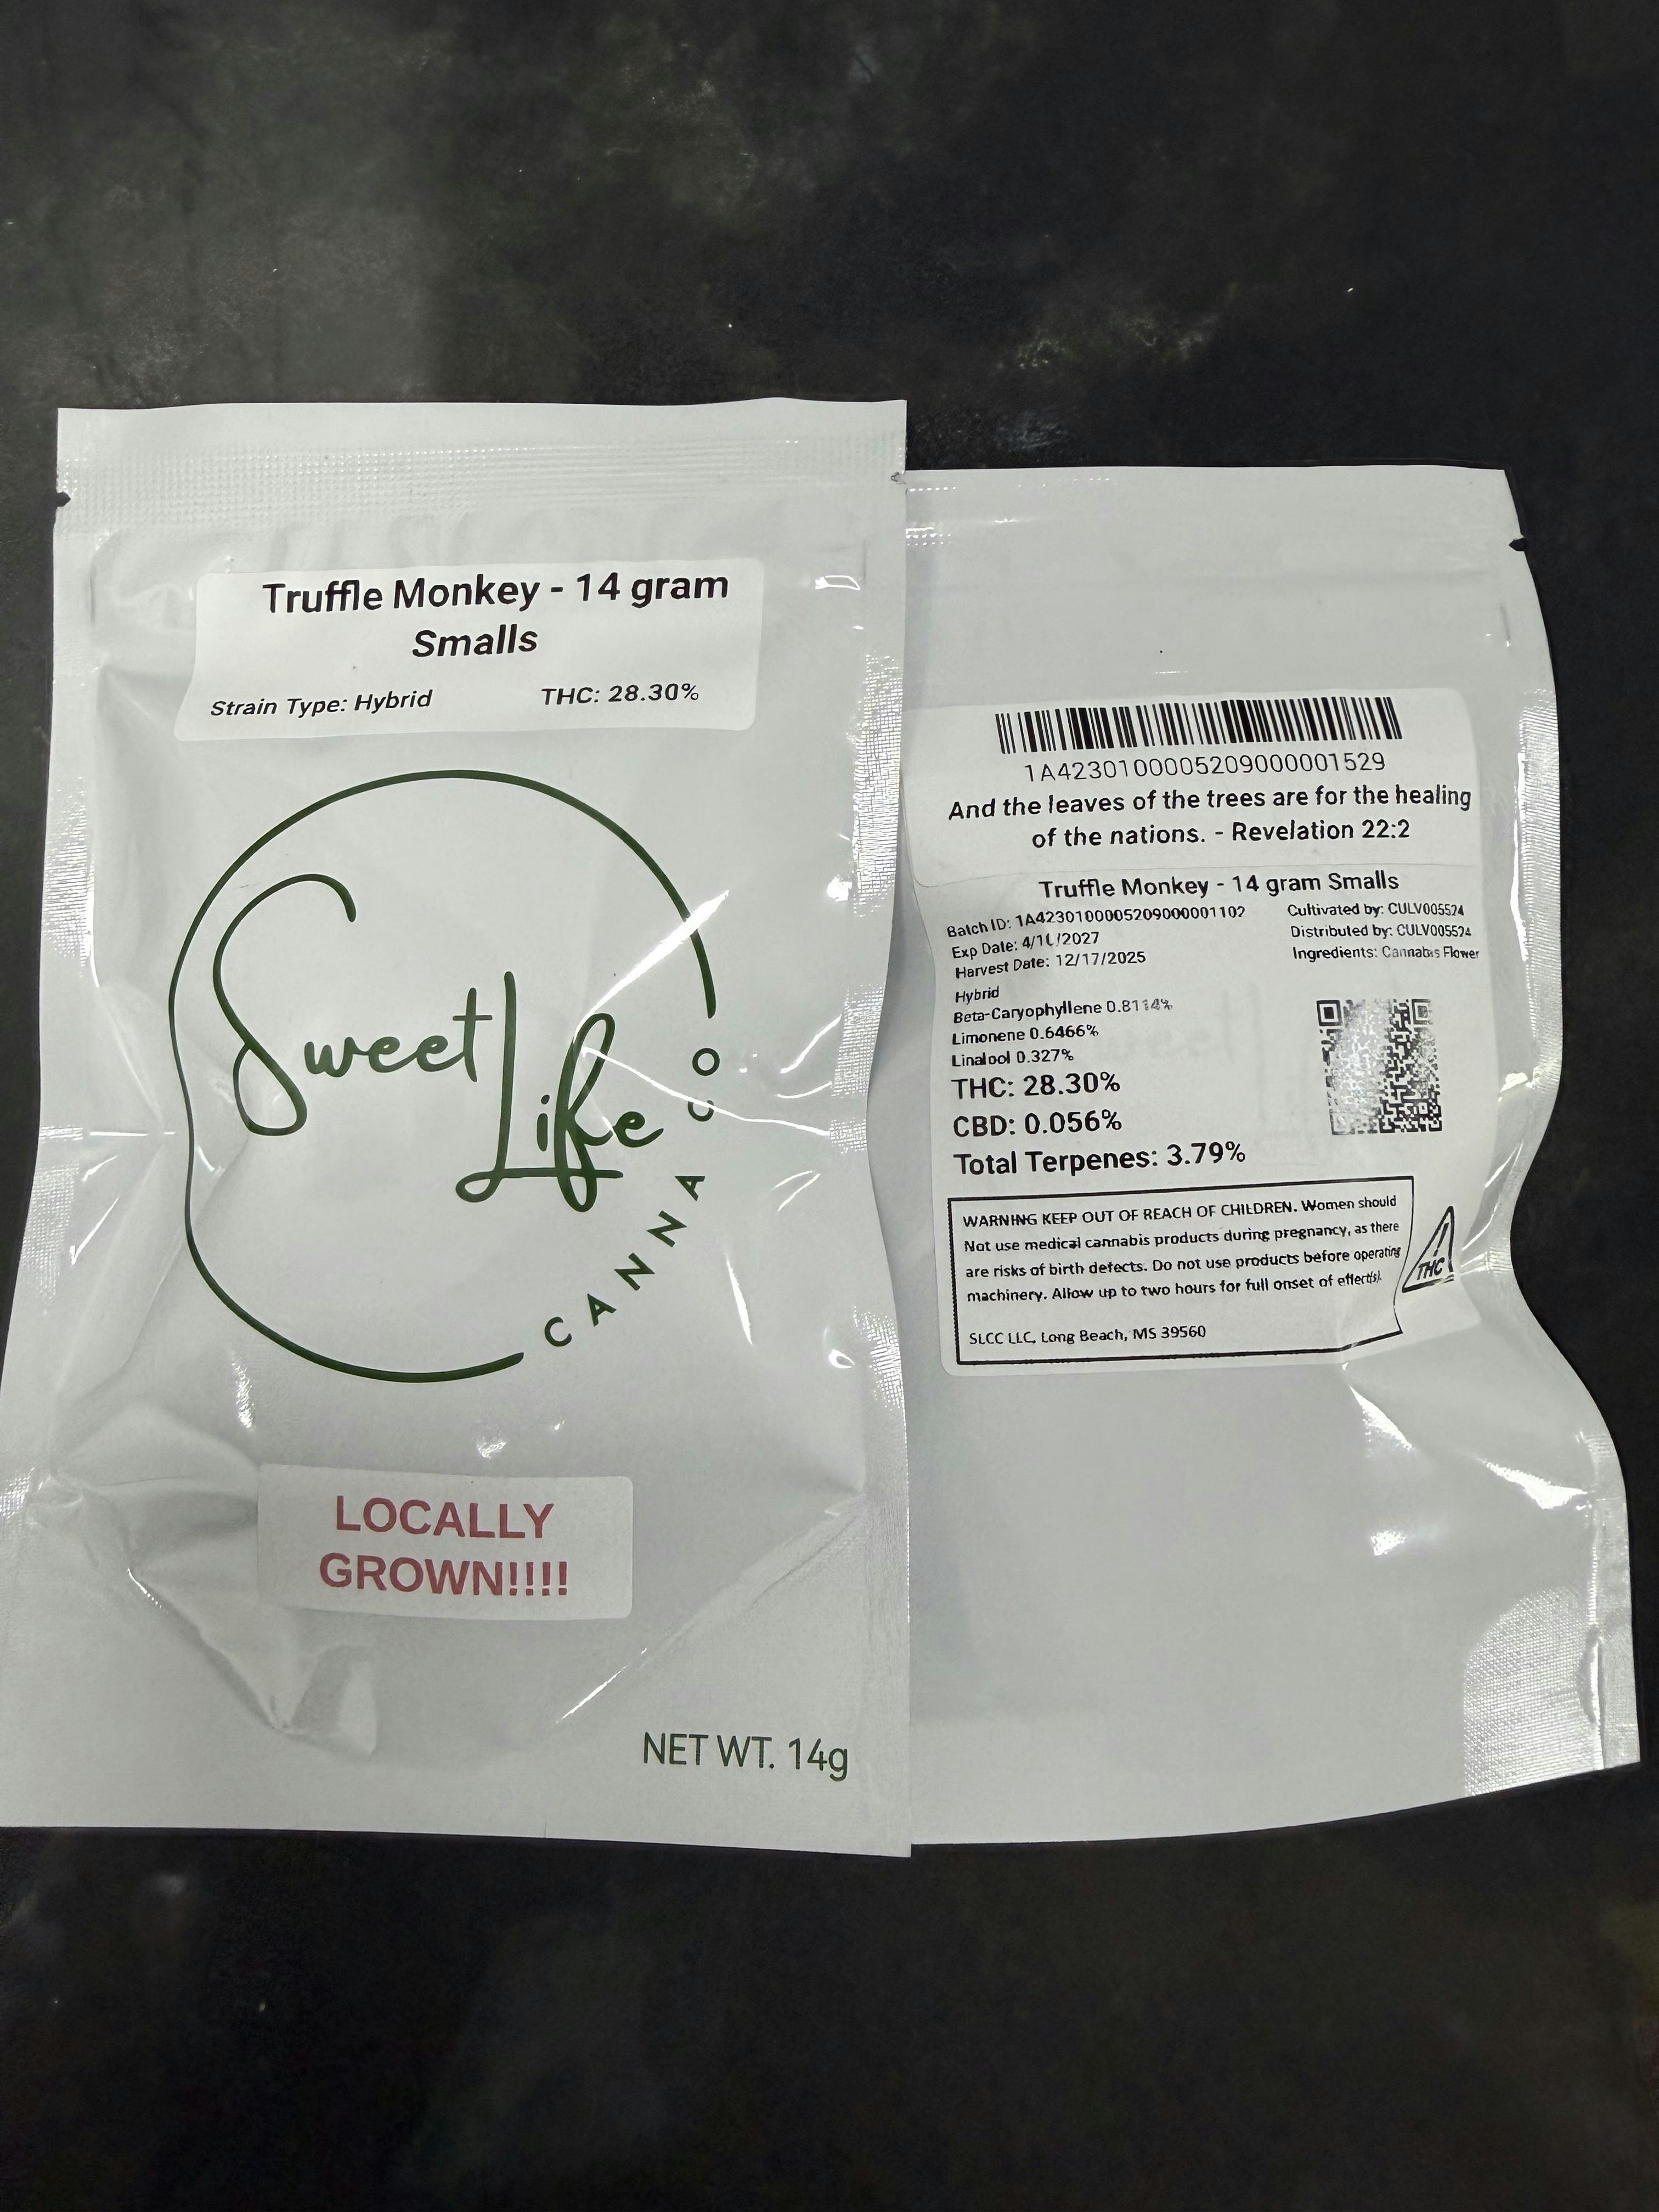 Truffle Monkey - 14 gram
Smalls
Strain Type: Hybrid THC: 28.30%
Sweet
Life
CANNA CO
LOCALLY
GROWN!!!!
NET WT. 14g
1A4230100005209000001529
And the leaves of the trees are for the healing
of the nations. - Revelation 22:2
Truffle Monkey - 14 gram Smalls
Batch ID: 1A4230100005209000001102
Exp Date:
Harvest Date: 12/17/2025
Cultivated by: CULV005524
Distributed by: CULV005524
Ingredients: Cannabis Flower
Hybrid
Beta-Caryophyllene 0.8114%
Limonene 0.6466%
Linalool 0.327%
THC: 28.30%
CBD: 0.056%
Total Terpenes: 3.79%
WARNING KEEP OUT OF REACH OF CHILDREN. Women should
Not use medical cannabis products during pregnancy, as there
are risks of birth defects. Do not use products before operating
machinery. Allow up to two hours for full onset of effect(s).
SLCC LLC, Long Beach, MS 39560
! THC